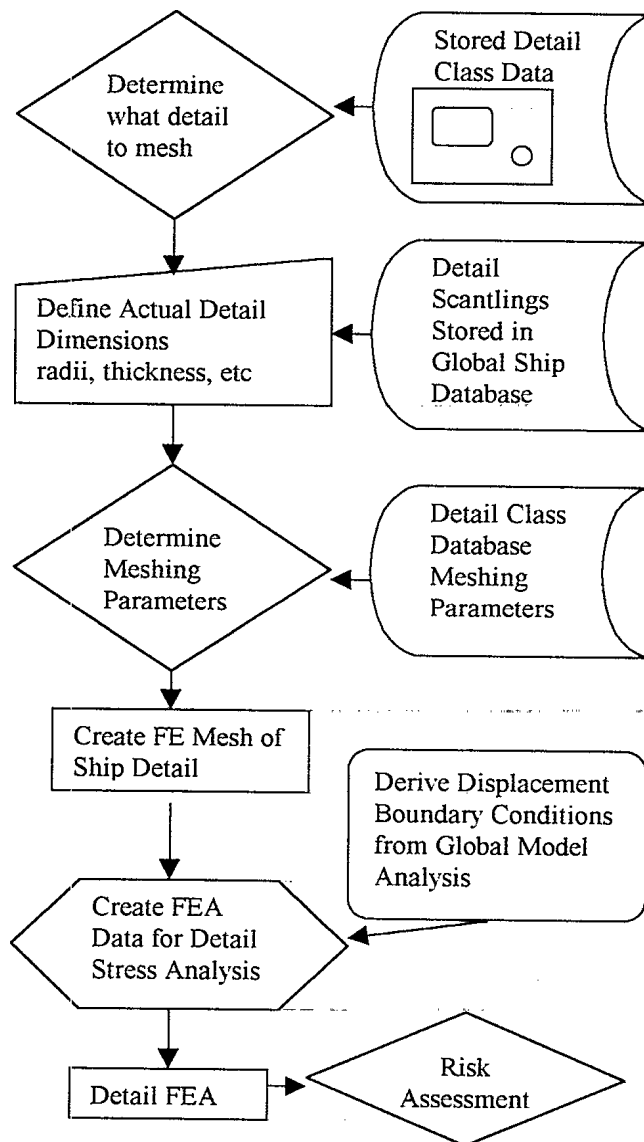 Determine
what detail
to mesh
Stored Detail
Class Data
Define Actual Detail
Dimensions
radii, thickness, etc
Detail
Scantlings
Stored in
Global Ship
Database
Determine
Meshing
Parameters
Detail Class
Database
Meshing
Parameters
Create FE Mesh of
Ship Detail
Derive Displacement
Boundary Conditions
from Global Model
Analysis
Create FEA
Data for Detail
Stress Analysis
Detail FEA
Risk
Assessment